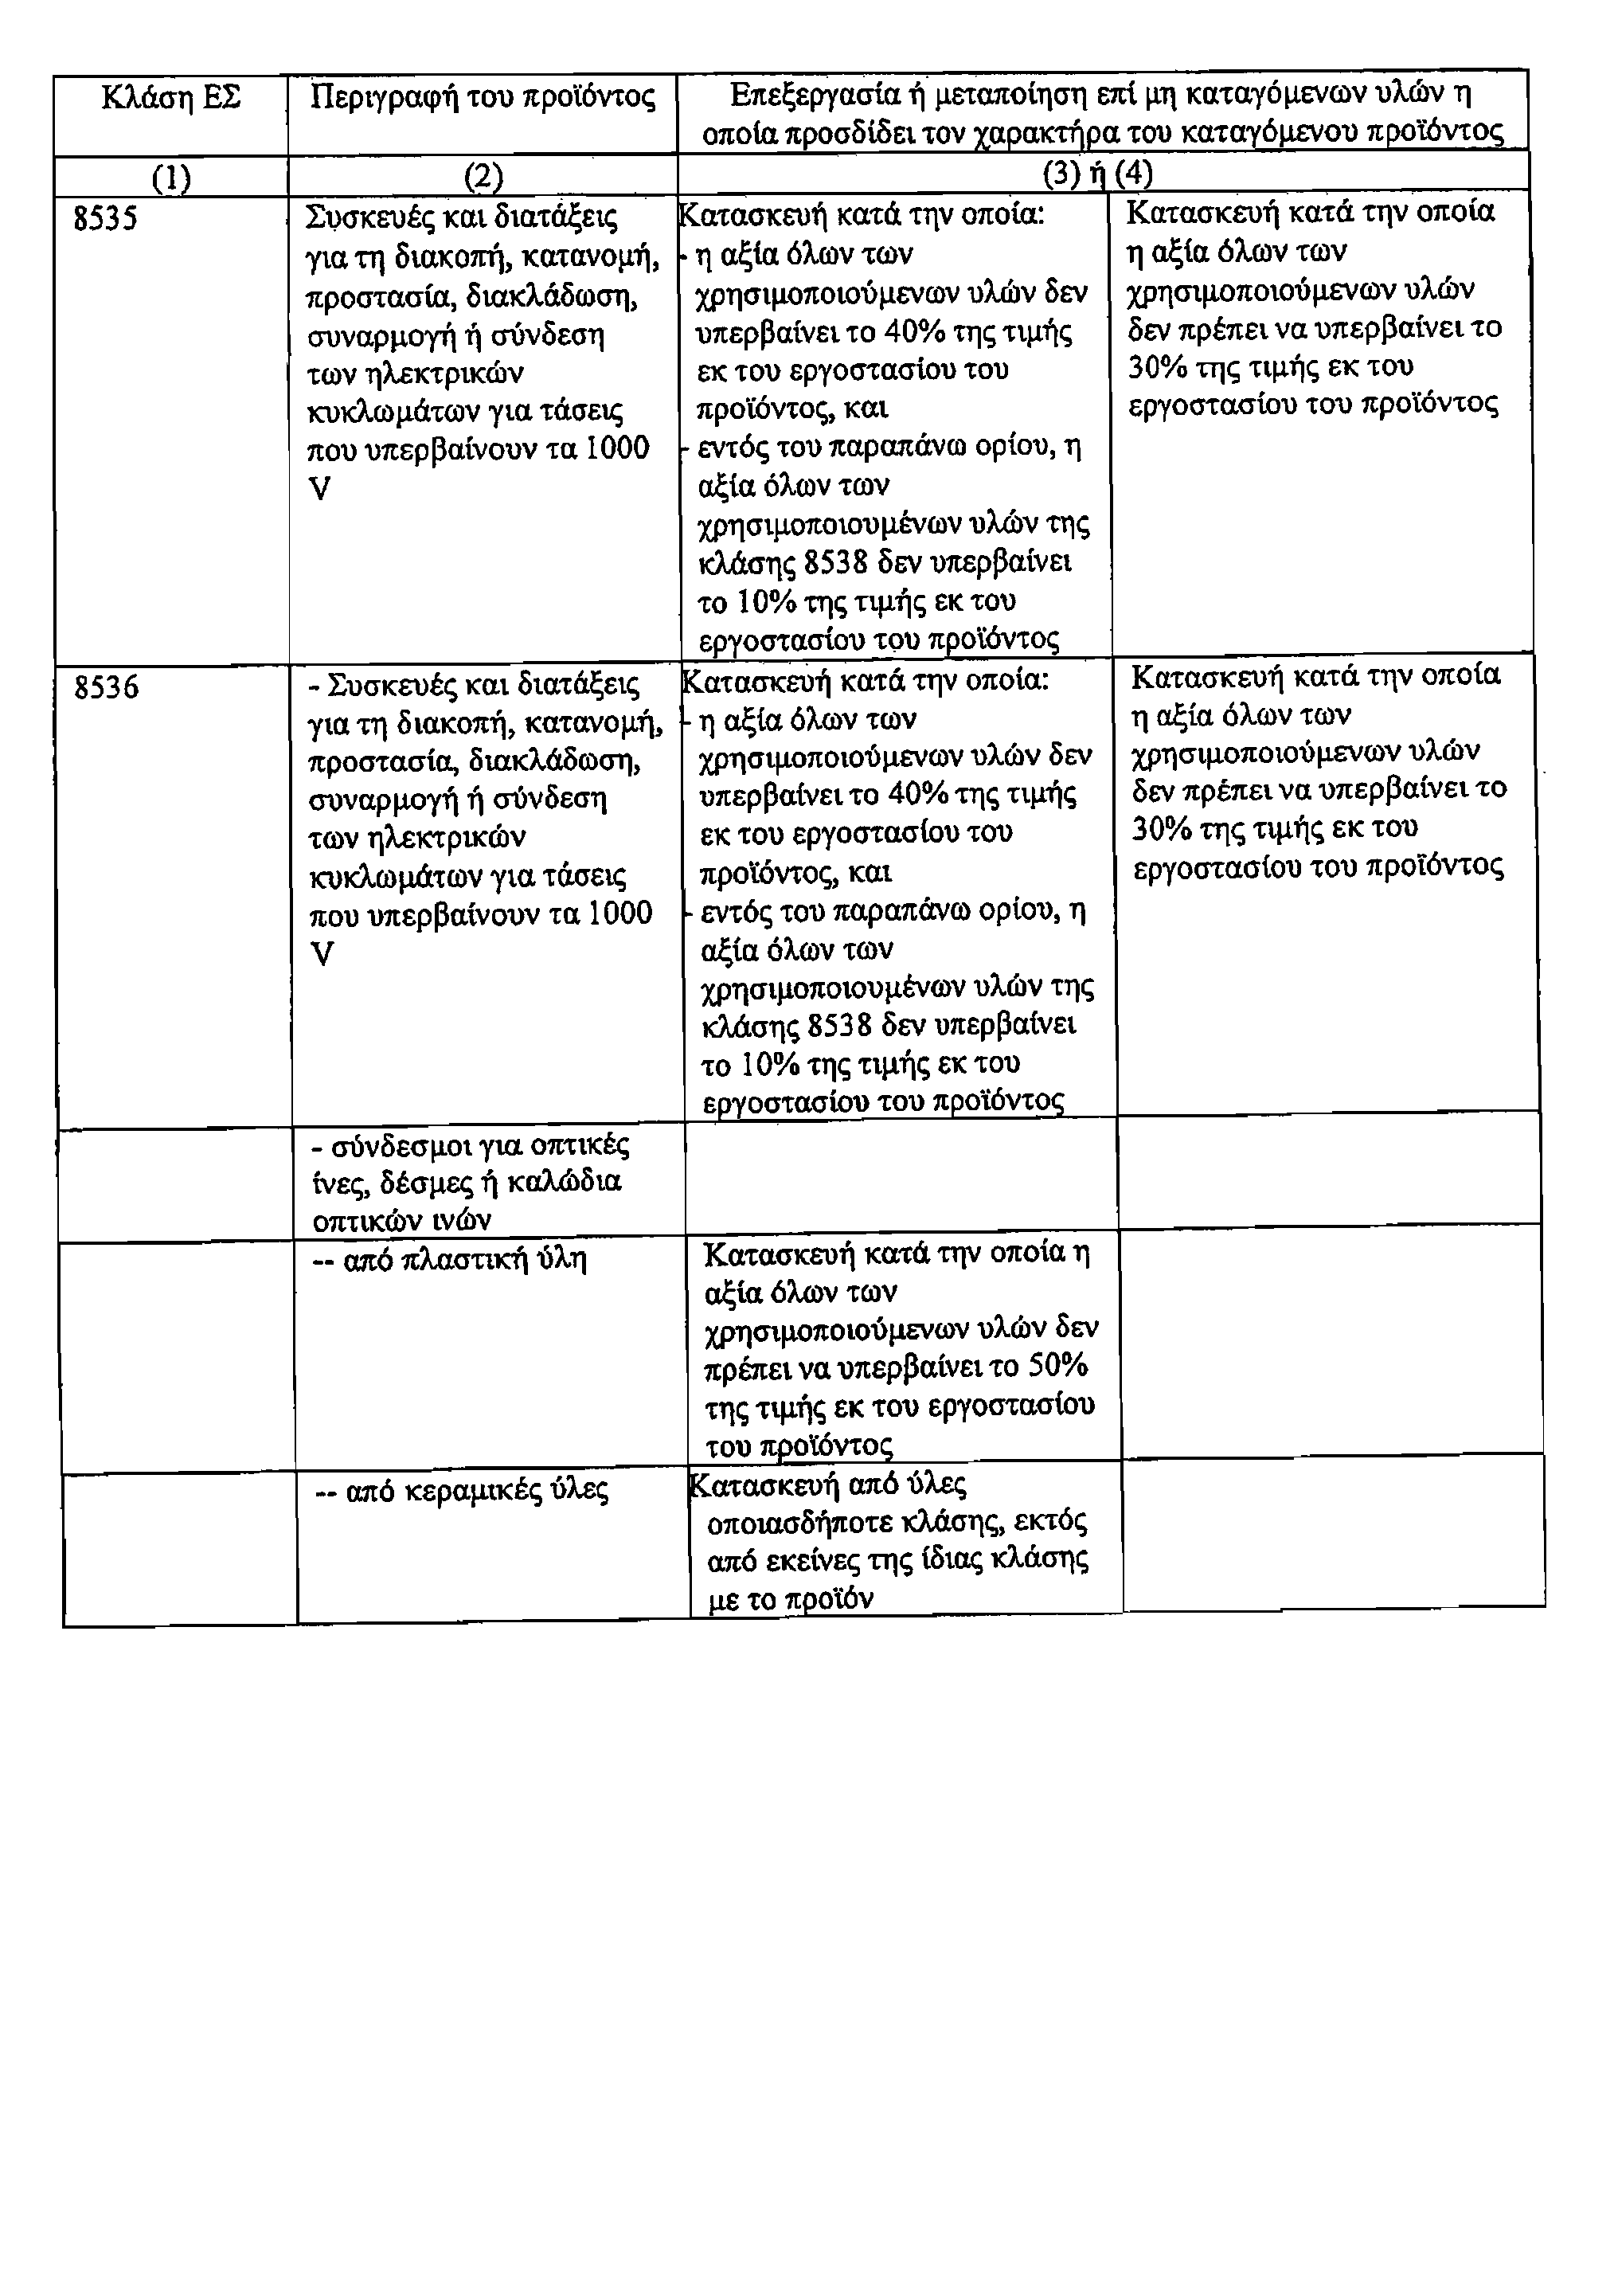 Κλάση ΕΣ
Περιγραφή του προϊόντος
Επεξεργασία ή μεταποίηση επί μη καταγόμενων υλών η
οποία προσδίδει τον χαρακτήρα του καταγόμενου προϊόντος
(1)
(2)
(3) ή (4)
8535
Συσκευές και διατάξεις
για τη διακοπή, κατανομή,
προστασία, διακλάδωση,
συναρμογή ή σύνδεση
των ηλεκτρικών
κυκλωμάτων για τάσεις
που υπερβαίνουν τα 1000
V
Κατασκευή κατά την οποία:
- η αξία όλων των
χρησιμοποιούμενων υλών δεν
υπερβαίνει το 40% της τιμής
εκ του εργοστασίου του
προϊόντος, και
- εντός του παραπάνω ορίου, η
αξία όλων των
χρησιμοποιουμένων υλών της
κλάσης 8538 δεν υπερβαίνει
το 10% της τιμής εκ του
εργοστασίου του προϊόντος
Κατασκευή κατά την οποία
η αξία όλων των
χρησιμοποιούμενων υλών
δεν πρέπει να υπερβαίνει το
30% της τιμής εκ του
εργοστασίου του προϊόντος
8536
- Συσκευές και διατάξεις
για τη διακοπή, κατανομή,
προστασία, διακλάδωση,
συναρμογή ή σύνδεση
των ηλεκτρικών
κυκλωμάτων για τάσεις
που υπερβαίνουν τα 1000
V
Κατασκευή κατά την οποία:
- η αξία όλων των
χρησιμοποιούμενων υλών δεν
υπερβαίνει το 40% της τιμής
εκ του εργοστασίου του
προϊόντος, και
- εντός του παραπάνω ορίου, η
αξία όλων των
χρησιμοποιουμένων υλών της
κλάσης 8538 δεν υπερβαίνει
το 10% της τιμής εκ του
εργοστασίου του προϊόντος
Κατασκευή κατά την οποία
η αξία όλων των
χρησιμοποιούμενων υλών
δεν πρέπει να υπερβαίνει το
30% της τιμής εκ του
εργοστασίου του προϊόντος
- σύνδεσμοι για οπτικές
ίνες, δέσμες ή καλώδια
οπτικών ινών
-- από πλαστική ύλη
Κατασκευή κατά την οποία η
αξία όλων των
χρησιμοποιούμενων υλών δεν
πρέπει να υπερβαίνει το 50%
της τιμής εκ του εργοστασίου
του προϊόντος
-- από κεραμικές ύλες
Κατασκευή από ύλες
οποιασδήποτε κλάσης, εκτός
από εκείνες της ίδιας κλάσης
με το προϊόν